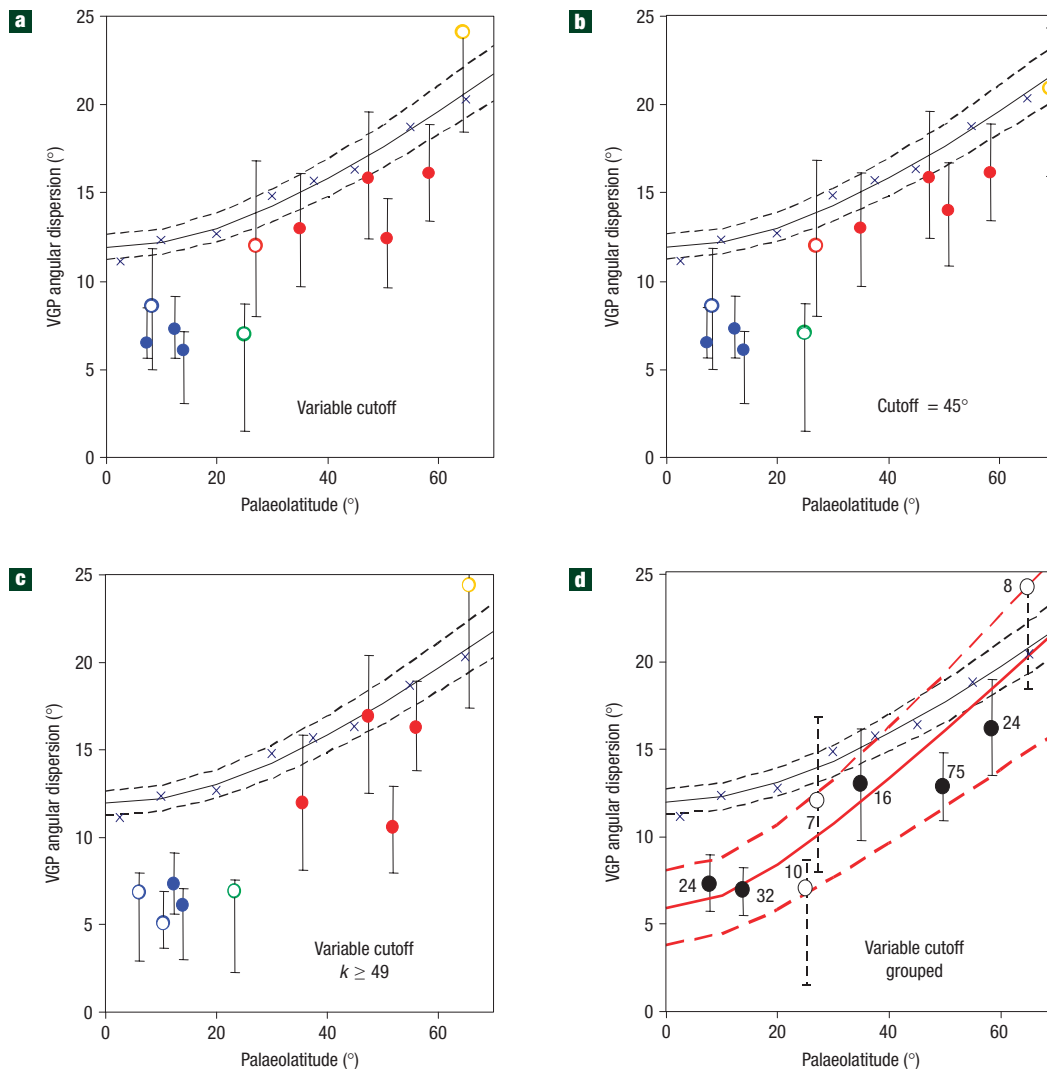 a
25
20
15
10
5
0
VGP angular dispersion (°)
Variable cutoff
0
20
40
60
Palaeolatitude (°)
b
25
20
15
10
5
0
VGP angular dispersion (°)
Cutoff = 45°
0
20
40
60
Palaeolatitude (°)
c
25
20
15
10
5
0
VGP angular dispersion (°)
Variable cutoff
k ≥ 49
0
20
40
60
Palaeolatitude (°)
d
25
20
15
10
5
0
VGP angular dispersion (°)
8
24
75
7
16
10
24
32
Variable cutoff
grouped
0
20
40
60
Palaeolatitude (°)